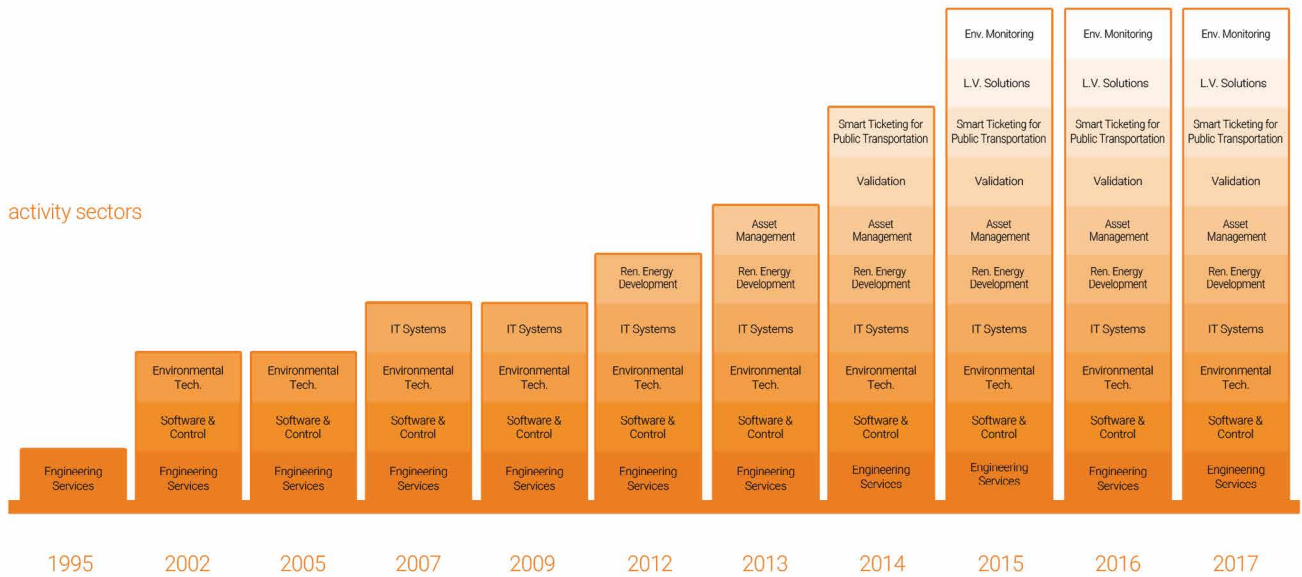 Env. Monitoring
Env. Monitoring
Env. Monitoring
L.V. Solutions
L.V. Solutions
L.V. Solutions
Smart Ticketing for
Public Transportation
Smart Ticketing for
Public Transportation
Smart Ticketing for
Public Transportation
Smart Ticketing for
Public Transportation
Validation
Validation
Validation
Validation
activity sectors
Asset
Management
Asset
Management
Asset
Management
Asset
Management
Asset
Management
Ren. Energy
Development
Ren. Energy
Development
Ren. Energy
Development
Ren. Energy
Development
Ren. Energy
Development
Ren. Energy
Development
IT Systems
IT Systems
IT Systems
IT Systems
IT Systems
IT Systems
IT Systems
IT Systems
Environmental
Tech.
Environmental
Tech.
Environmental
Tech.
Environmental
Tech.
Environmental
Tech.
Environmental
Tech.
Environmental
Tech.
Environmental
Tech.
Environmental
Tech.
Environmental
Tech.
Software &
Control
Software &
Control
Software &
Control
Software &
Control
Software &
Control
Software &
Control
Software &
Control
Software &
Control
Software &
Control
Software &
Control
Engineering
Services
Engineering
Services
Engineering
Services
Engineering
Services
Engineering
Services
Engineering
Services
Engineering
Services
Engineering
Services
Engineering
Services
Engineering
Services
Engineering
Services
1995 2002 2005 2007 2009 2012 2013 2014 2015 2016 2017